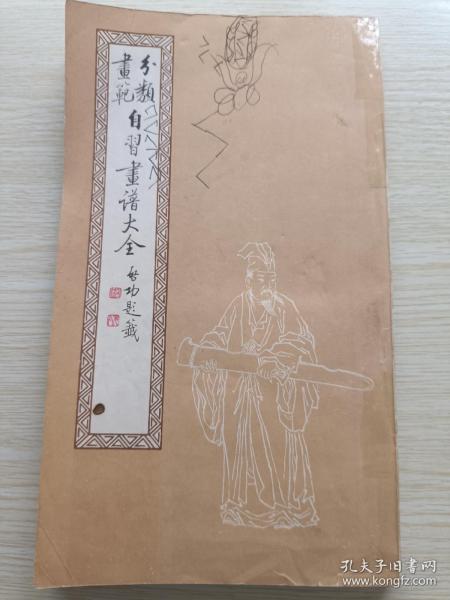 分類
畫範
自習畫譜大全
啓功題籤
孔夫子旧书网
www.kongfz.com